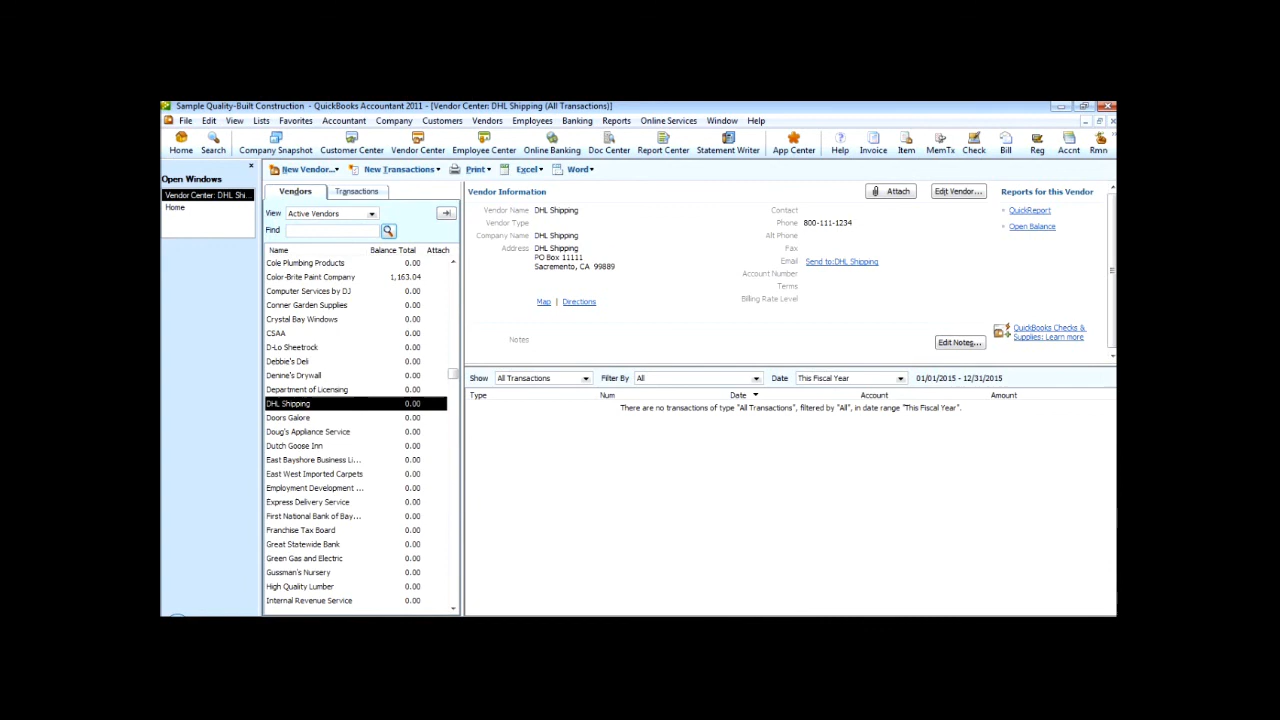 Sample Quality-Built Construction - QuickBooks Accountant 2011 - [Vendor Center: DHL Shipping (All Transactions)]
File Edit View Lists Favorites Accountant Company Customers Vendors Employees Banking Reports Online Services Window Help
Home Search Company Snapshot Customer Center Vendor Center Employee Center Online Banking Doc Center Report Center Statement Writer App Center Help Invoice Item MemTx Check Bill Reg Accnt Rmn
Open Windows
Vendor Center: DHL Shi...
Home
New Vendor... New Transactions Print Excel Word
Vendors Transactions
View Active Vendors
Find
Name Balance Total Attach
Cole Plumbing Products 0.00
Color-Brite Paint Company 1,163.04
Computer Services by DJ 0.00
Conner Garden Supplies 0.00
Crystal Bay Windows 0.00
CSAA 0.00
D-Lo Sheetrock 0.00
Debbie's Deli 0.00
Denine's Drywall 0.00
Department of Licensing 0.00
DHL Shipping 0.00
Doors Galore 0.00
Doug's Appliance Service 0.00
Dutch Goose Inn 0.00
East Bayshore Business Li... 0.00
East West Imported Carpets 0.00
Employment Development ... 0.00
Express Delivery Service 0.00
First National Bank of Bay... 0.00
Franchise Tax Board 0.00
Great Statewide Bank 0.00
Green Gas and Electric 0.00
Gussman's Nursery 0.00
High Quality Lumber 0.00
Internal Revenue Service 0.00
Vendor Information Attach Edit Vendor...
Vendor Name DHL Shipping
Vendor Type
Company Name DHL Shipping
Address DHL Shipping
PO Box 11111
Sacremento, CA 99889
Map | Directions
Contact
Phone 800-111-1234
Alt Phone
Fax
Email Send to:DHL Shipping
Account Number
Terms
Billing Rate Level
Notes Edit Notes...
Reports for this Vendor
QuickReport
Open Balance
QuickBooks Checks &
Supplies: Learn more
Show All Transactions Filter By All Date This Fiscal Year 01/01/2015 - 12/31/2015
Type Num Date Account Amount
There are no transactions of type "All Transactions", filtered by "All", in date range "This Fiscal Year".